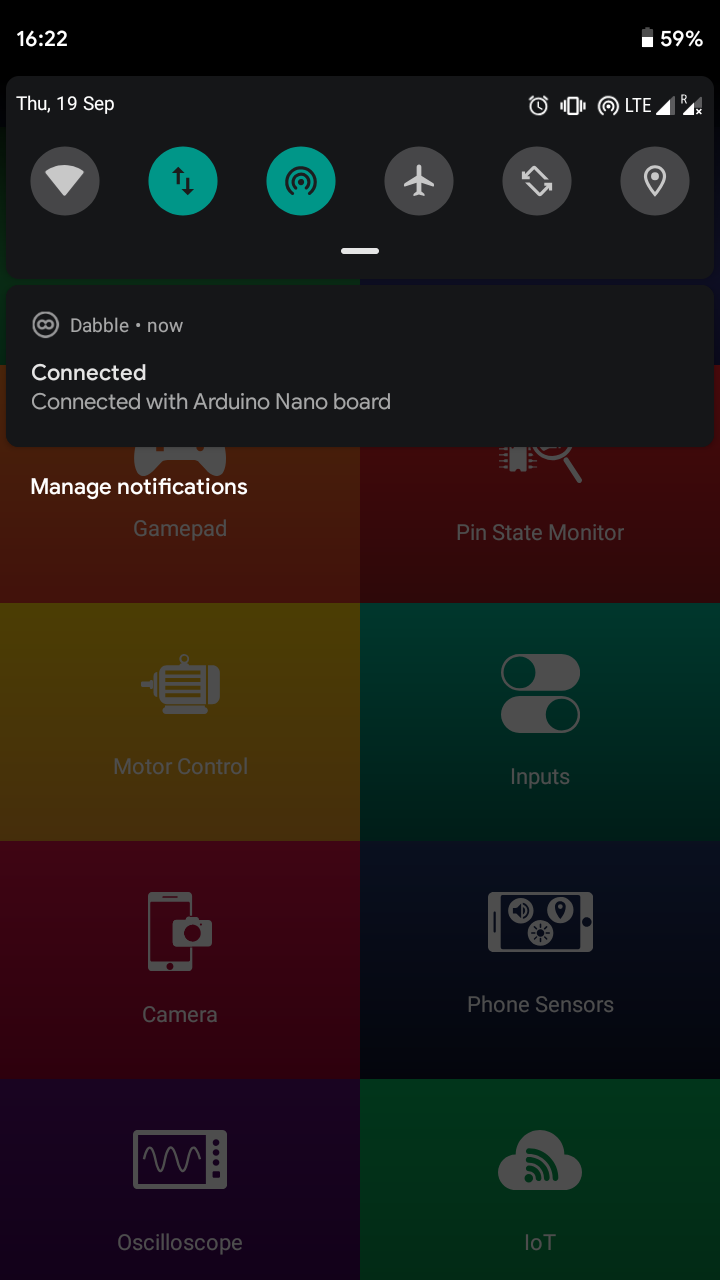 16:22
59%
Thu, 19 Sep
LTE
R
Dabble • now
Connected
Connected with Arduino Nano board
Manage notifications
Gamepad
Pin State Monitor
Motor Control
Inputs
Camera
Phone Sensors
Oscilloscope
IoT